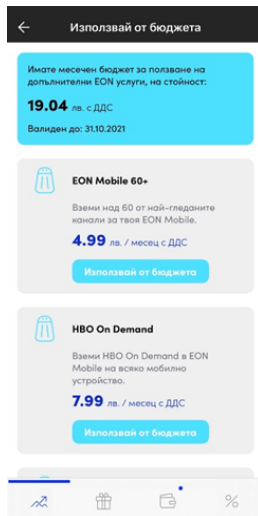 Използвай от бюджета
Имате месечен бюджет за ползване на
допълнителни EON услуги, на стойност:
19.04 лв. с ДДС
Валиден до: 31.10.2021
EON Mobile 60+
Вземи над 60 от най-гледаните
канали за твоя EON Mobile.
4.99 лв. / месец с ДДС
Използвай от бюджета
HBO On Demand
Вземи HBO On Demand в EON
Mobile на всяко мобилно
устройство.
7.99 лв. / месец с ДДС
Използвай от бюджета